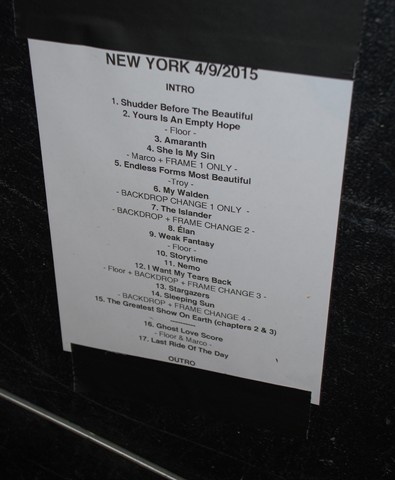 NEW YORK 4/9/2015
INTRO
1. Shudder Before The Beautiful
2. Yours Is An Empty Hope
- Floor -
3. Amaranth
4. She Is My Sin
- Marco + FRAME 1 ONLY -
5. Endless Forms Most Beautiful
-Troy -
6. My Walden
- BACKDROP CHANGE 1 ONLY -
7. The Islander
- BACKDROP + FRAME CHANGE 2 -
8. Élan
9. Weak Fantasy
- Floor -
10. Storytime
11. Nemo
12. I Want My Tears Back
- Floor + BACKDROP + FRAME CHANGE 3 -
13. Stargazers
14. Sleeping Sun
- BACKDROP + FRAME CHANGE 4 -
15. The Greatest Show On Earth (chapters 2 & 3)
- ———— -
16. Ghost Love Score
- Floor & Marco -
17. Last Ride Of The Day
OUTRO